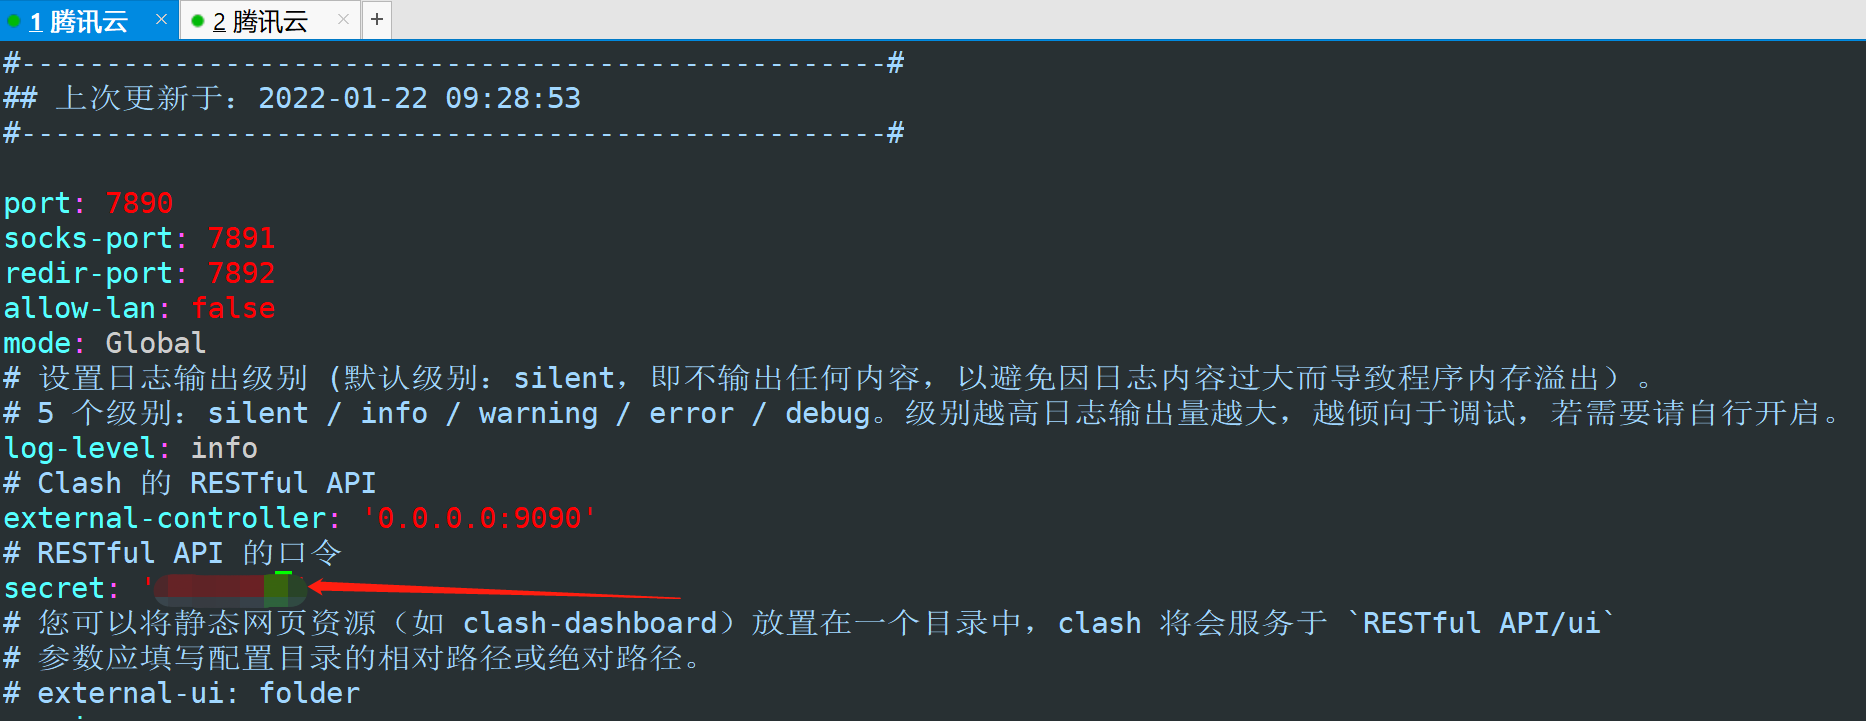 1 腾讯云 × 2 腾讯云 × +
#---------------------------------------------------#
## 上次更新于：2022-01-22 09:28:53
#---------------------------------------------------#
port: 7890
socks-port: 7891
redir-port: 7892
allow-lan: false
mode: Global
# 设置日志输出级别 (默认级别：silent，即不输出任何内容，以避免因日志内容过大而导致程序内存溢出）。
# 5 个级别：silent / info / warning / error / debug。级别越高日志输出量越大，越倾向于调试，若需要请自行开启。
log-level: info
# Clash 的 RESTful API
external-controller: '0.0.0.0:9090'
# RESTful API 的口令
secret: '
# 您可以将静态网页资源（如 clash-dashboard）放置在一个目录中，clash 将会服务于 `RESTful API/ui`
# 参数应填写配置目录的相对路径或绝对路径。
# external-ui: folder